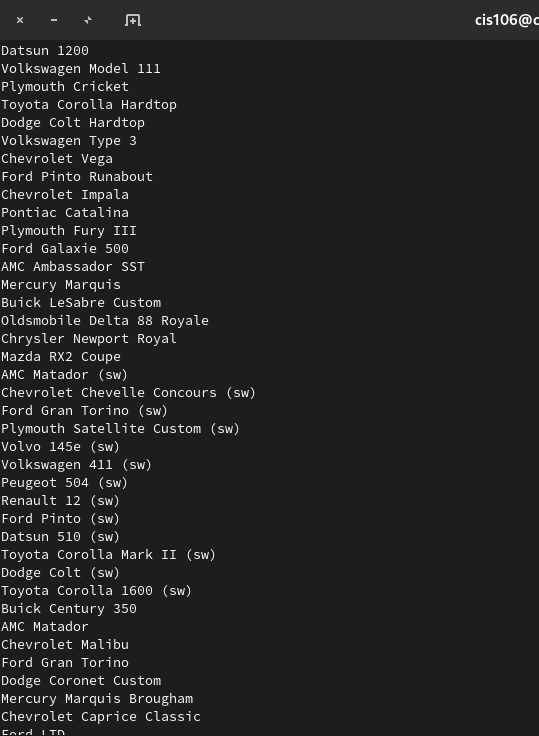 cis106@c
Datsun 1200
Volkswagen Model 111
Plymouth Cricket
Toyota Corolla Hardtop
Dodge Colt Hardtop
Volkswagen Type 3
Chevrolet Vega
Ford Pinto Runabout
Chevrolet Impala
Pontiac Catalina
Plymouth Fury III
Ford Galaxie 500
AMC Ambassador SST
Mercury Marquis
Buick LeSabre Custom
Oldsmobile Delta 88 Royale
Chrysler Newport Royal
Mazda RX2 Coupe
AMC Matador (sw)
Chevrolet Chevelle Concours (sw)
Ford Gran Torino (sw)
Plymouth Satellite Custom (sw)
Volvo 145e (sw)
Volkswagen 411 (sw)
Peugeot 504 (sw)
Renault 12 (sw)
Ford Pinto (sw)
Datsun 510 (sw)
Toyota Corolla Mark II (sw)
Dodge Colt (sw)
Toyota Corolla 1600 (sw)
Buick Century 350
AMC Matador
Chevrolet Malibu
Ford Gran Torino
Dodge Coronet Custom
Mercury Marquis Brougham
Chevrolet Caprice Classic
Ford LTD